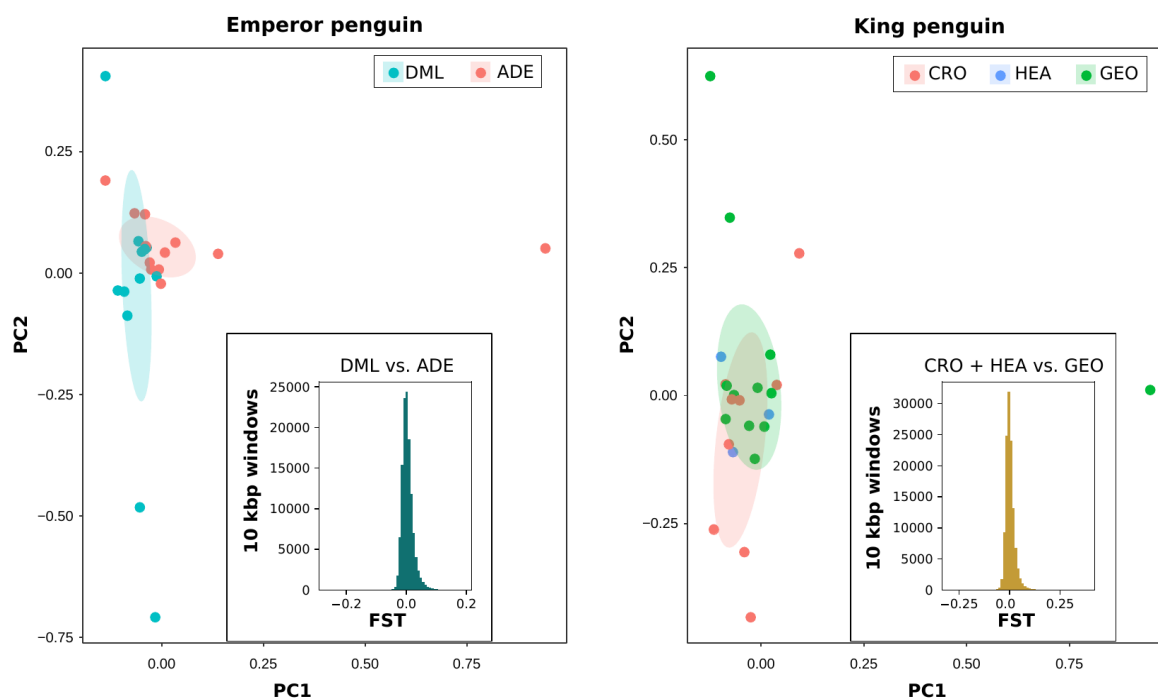 Emperor penguin
DML ADE
0.25
0.00
−0.25
−0.50
−0.75
PC2
0.00 0.25 0.50 0.75
PC1
DML vs. ADE
25000
20000
15000
10000
5000
0
10 kbp windows
−0.2 0.0 0.2
FST
King penguin
CRO HEA GEO
0.50
0.25
0.00
−0.25
PC2
0.00 0.25 0.50 0.75
PC1
CRO + HEA vs. GEO
30000
25000
20000
15000
10000
5000
0
10 kbp windows
−0.25 0.0 0.25
FST